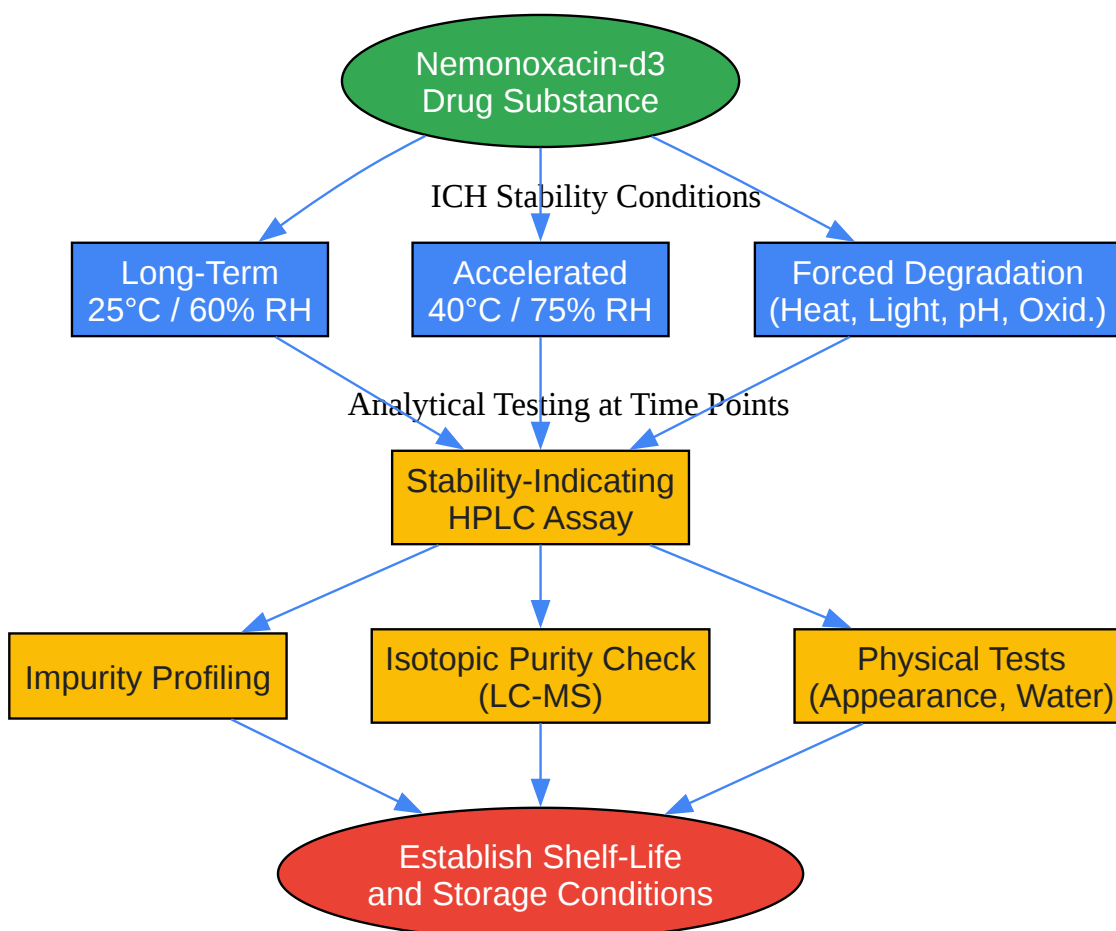 Nemonoxacin-d3
Drug Substance
ICH Stability Conditions
Long-Term
25°C / 60% RH
Accelerated
40°C / 75% RH
Forced Degradation
(Heat, Light, pH, Oxid.)
Analytical Testing at Time Points
Stability-Indicating
HPLC Assay
Impurity Profiling
Isotopic Purity Check
(LC-MS)
Physical Tests
(Appearance, Water)
Establish Shelf-Life
and Storage Conditions